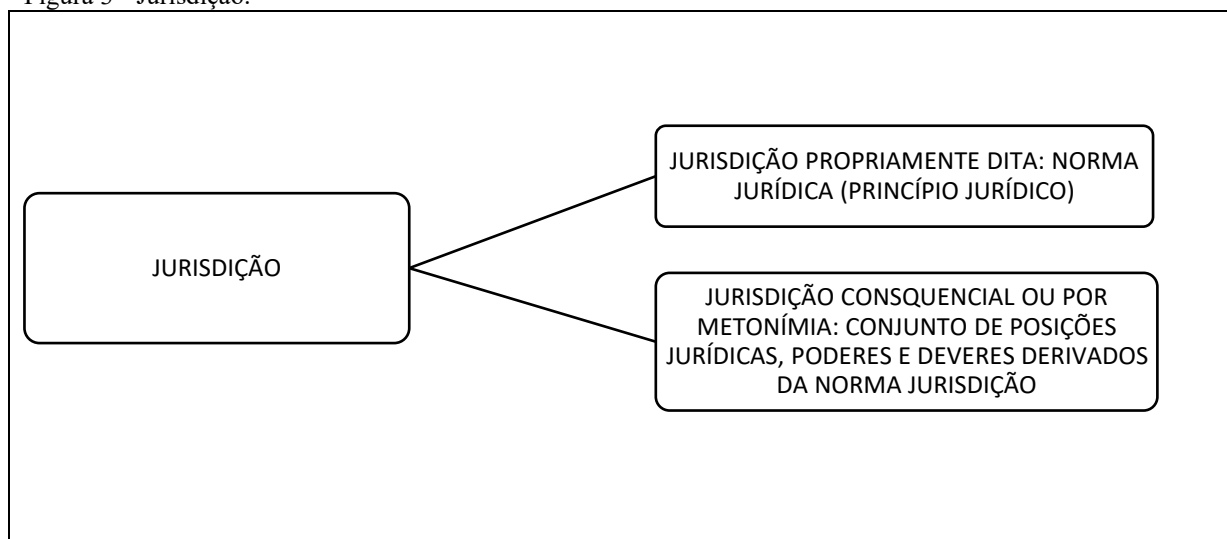 Figura 3 - Jurisdição.
JURISDIÇÃO
JURISDIÇÃO PROPRIAMENTE DITA: NORMA
JURÍDICA (PRINCÍPIO JURÍDICO)
JURISDIÇÃO CONSQUENCIAL OU POR
METONÍMIA: CONJUNTO DE POSIÇÕES
JURÍDICAS, PODERES E DEVERES DERIVADOS
DA NORMA JURISDIÇÃO